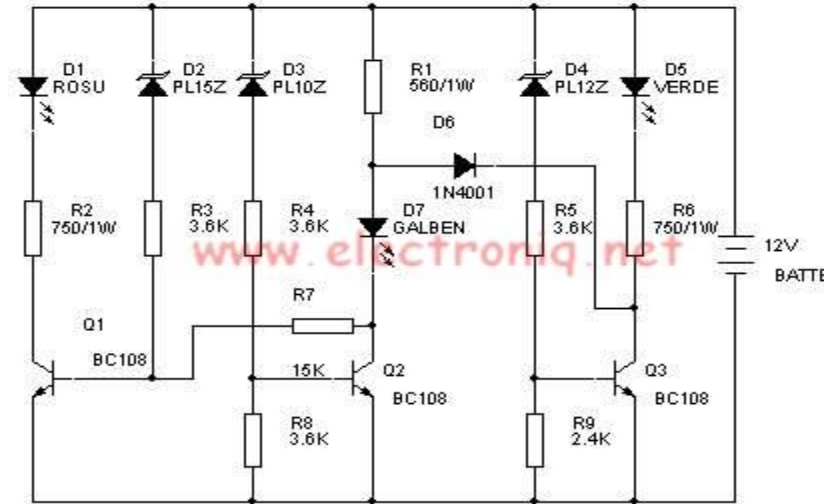 D1
ROSU
D2
PL15Z
D3
PL10Z
R1
560/1W
D4
PL12Z
D5
VERDE
D6
1N4001
R2
750/1W
R3
3.6K
R4
3.6K
D7
GALBEN
R5
3.6K
R6
750/1W
www.electroniq.net
12V
BATTE
R7
15K
Q1
BC108
Q2
BC108
Q3
BC108
R8
3.6K
R9
2.4K